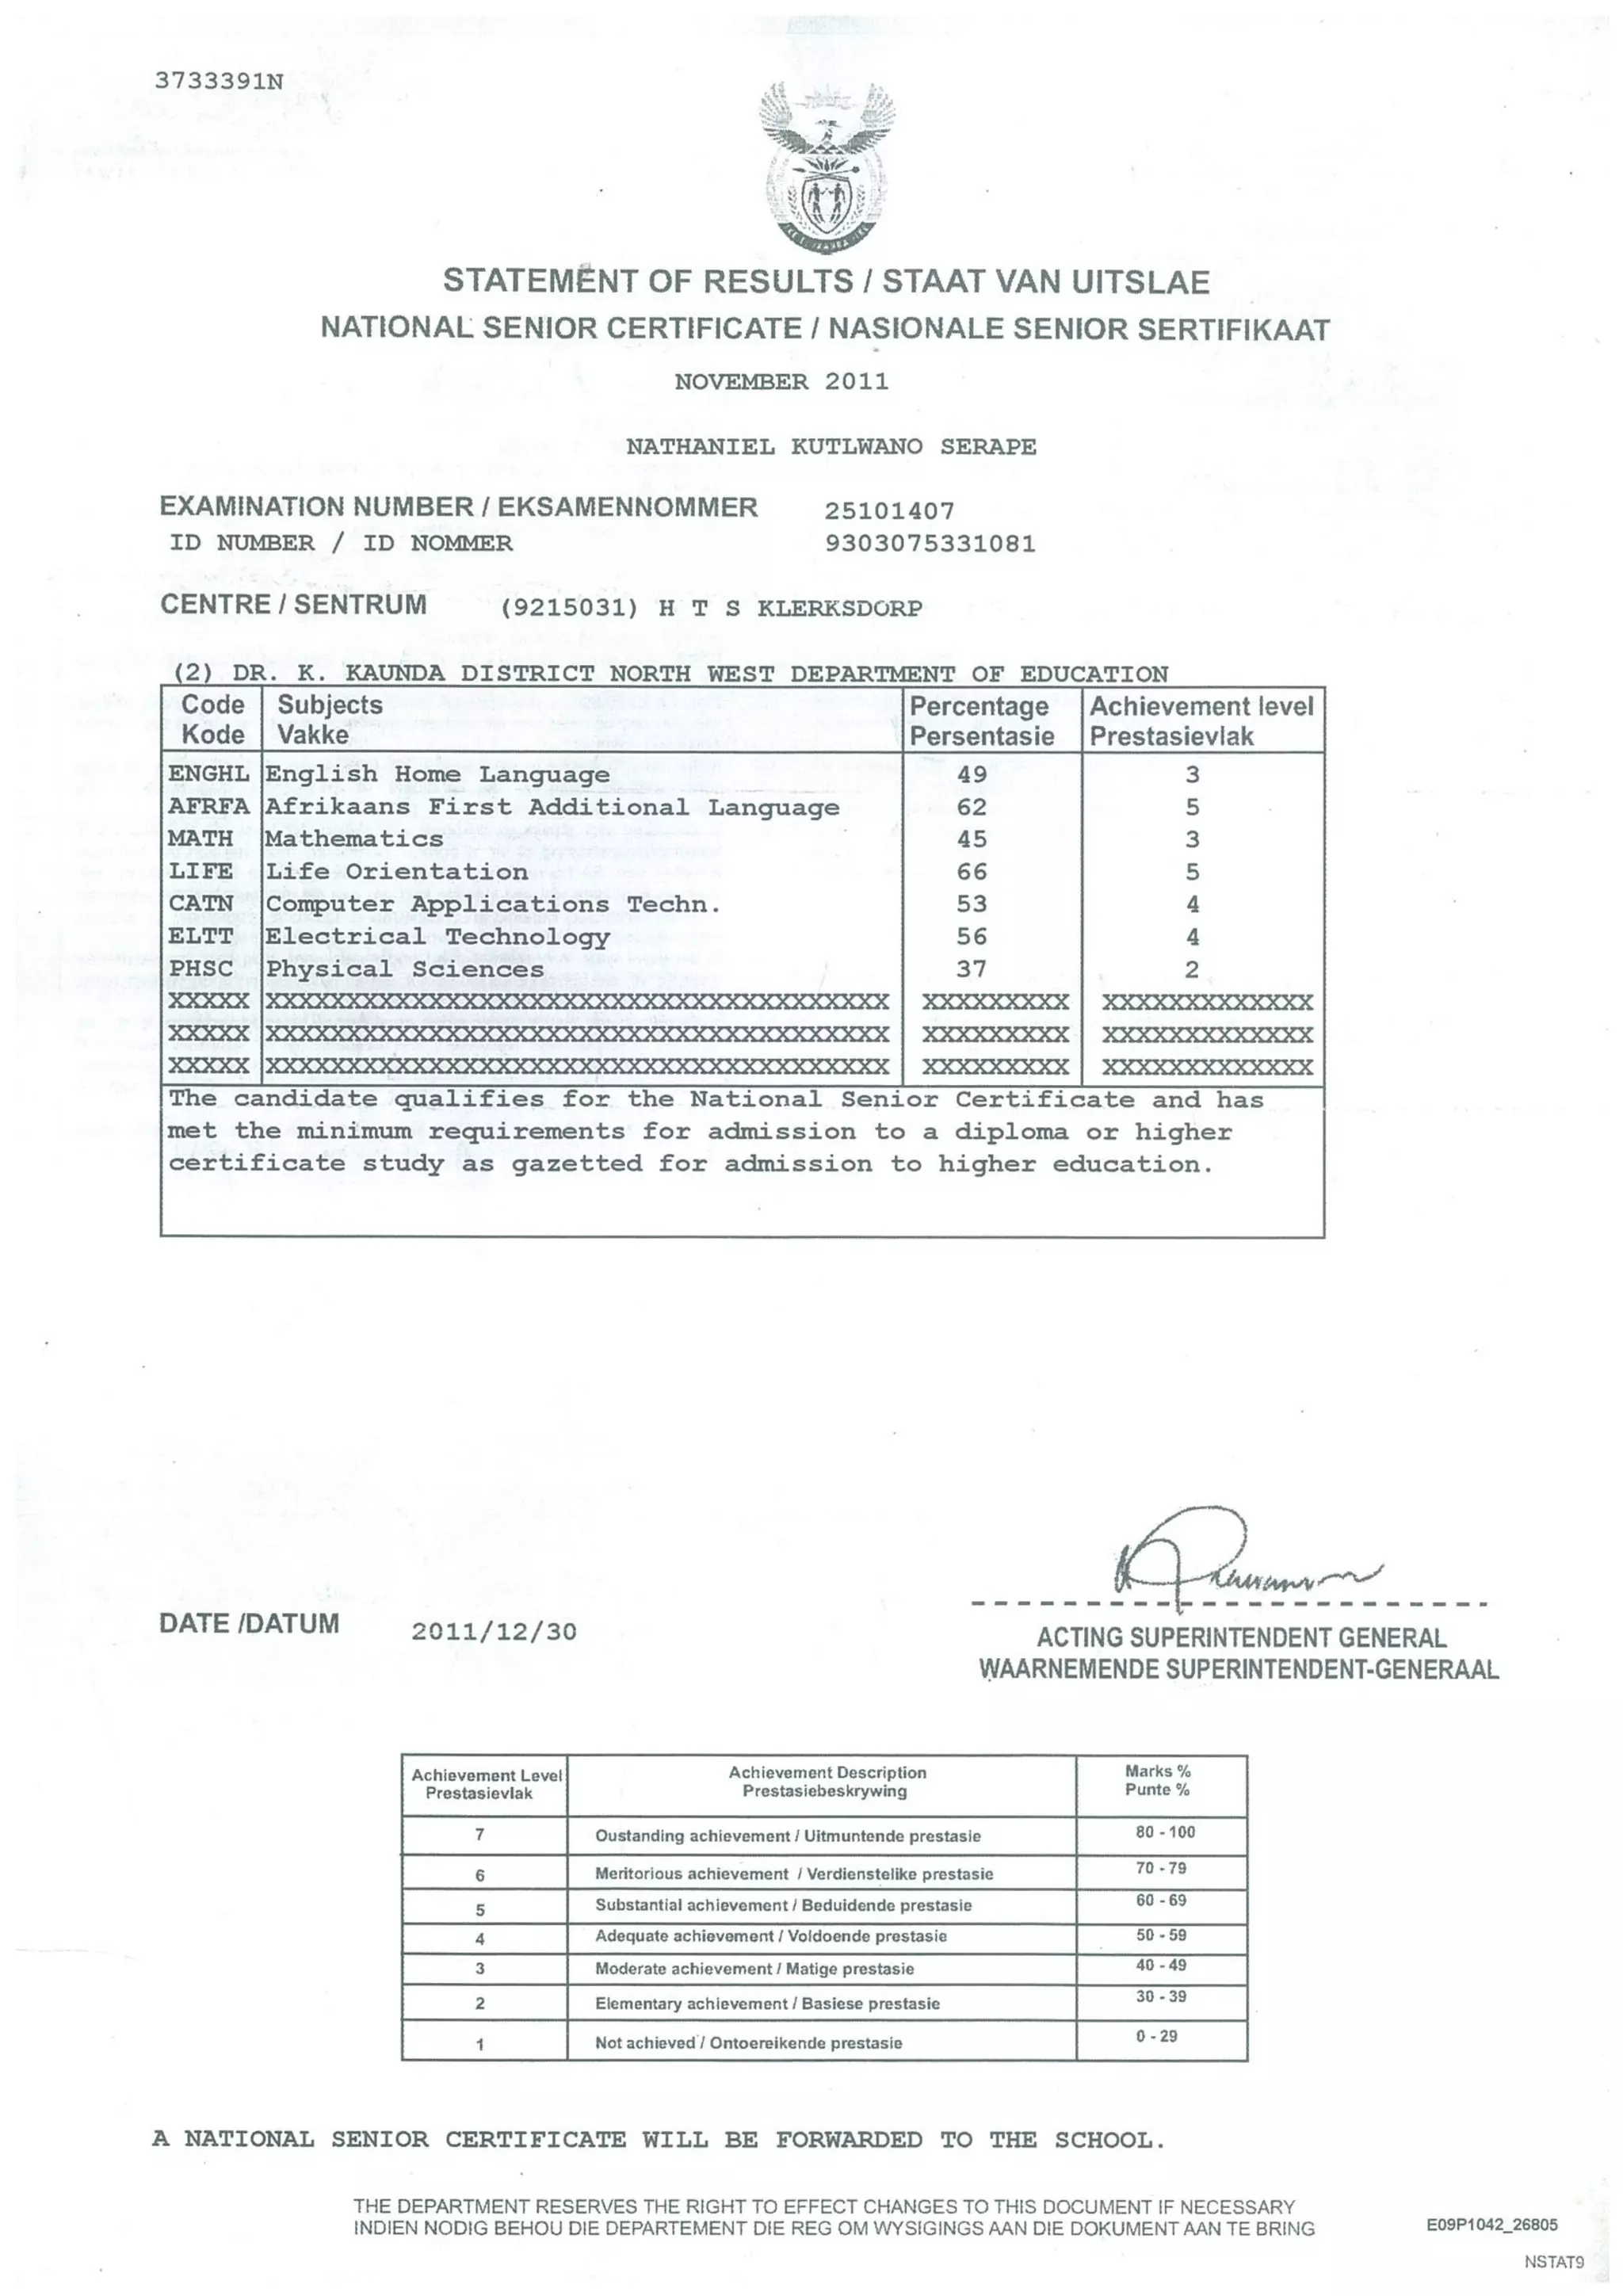 3733391N
STATEMENT OF RESULTS / STAAT VAN UITSLAE
NATIONAL SENIOR CERTIFICATE / NASIONALE SENIOR SERTIFIKAAT
NOVEMBER 2011
NATHANIEL KUTLWANO SERAPE
EXAMINATION NUMBER / EKSAMENNOMMER 25101407
ID NUMBER / ID NOMMER 9303075331081
CENTRE / SENTRUM (9215031) H T S KLERKSDORP
(2) DR. K. KAUNDA DISTRICT NORTH WEST DEPARTMENT OF EDUCATION
Code Subjects Percentage Achievement level
Kode Vakke Persentasie Prestasievlak
ENGHL English Home Language 49 3
AFRFA Afrikaans First Additional Language 62 5
MATH Mathematics 45 3
LIFE Life Orientation 66 5
CATN Computer Applications Techn. 53 4
ELTT Electrical Technology 56 4
PHSC Physical Sciences 37 2
XXXXX XXXXXXXXXXXXXXXXXXXXXXXXXXXXXXXXXXXXXX XXXXXXXXX XXXXXXXXXXXXX
XXXXX XXXXXXXXXXXXXXXXXXXXXXXXXXXXXXXXXXXXXX XXXXXXXXX XXXXXXXXXXXXX
XXXXX XXXXXXXXXXXXXXXXXXXXXXXXXXXXXXXXXXXXXX XXXXXXXXX XXXXXXXXXXXXX
The candidate qualifies for the National Senior Certificate and has
met the minimum requirements for admission to a diploma or higher
certificate study as gazetted for admission to higher education.
DATE /DATUM 2011/12/30
ACTING SUPERINTENDENT GENERAL
WAARNEMENDE SUPERINTENDENT-GENERAAL
Achievement Level Achievement Description Marks %
Prestasievlak Prestasiebeskrywing Punte %
7 Oustanding achievement / Uitmuntende prestasie 80 - 100
6 Meritorious achievement / Verdienstelike prestasie 70 - 79
5 Substantial achievement / Beduidende prestasie 60 - 69
4 Adequate achievement / Voldoende prestasie 50 - 59
3 Moderate achievement / Matige prestasie 40 - 49
2 Elementary achievement / Basiese prestasie 30 - 39
1 Not achieved / Ontoereikende prestasie 0 - 29
A NATIONAL SENIOR CERTIFICATE WILL BE FORWARDED TO THE SCHOOL.
THE DEPARTMENT RESERVES THE RIGHT TO EFFECT CHANGES TO THIS DOCUMENT IF NECESSARY
INDIEN NODIG BEHOU DIE DEPARTEMENT DIE REG OM WYSIGINGS AAN DIE DOKUMENT AAN TE BRING
E09P1042_26805
NSTAT9